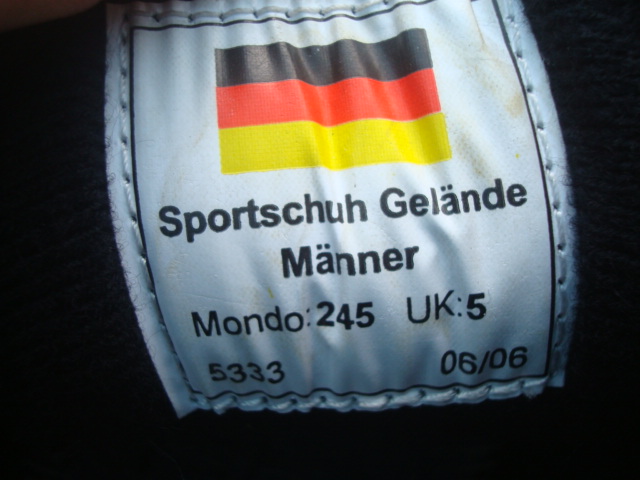 Sportschuh Gelände
Männer
Mondo:245 UK:5
5333 06/06